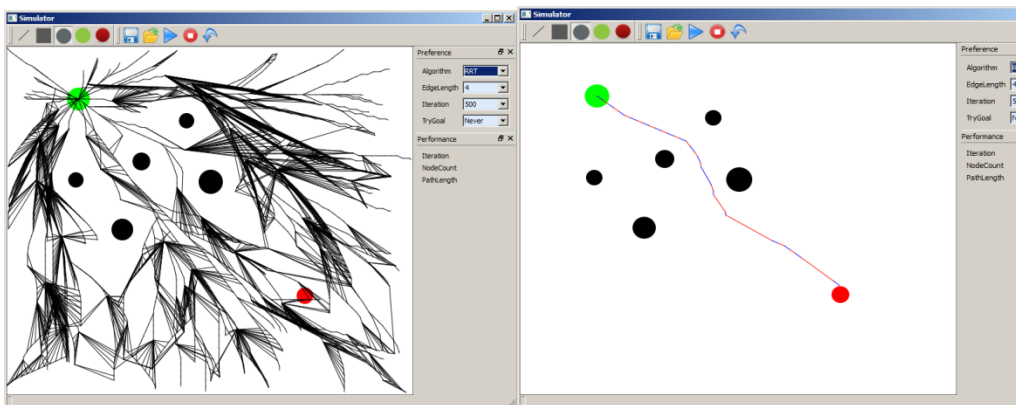 Simulator
Preference
Algorithm RRT
EdgeLength 4
Iteration 500
TryGoal Never
Performance
Iteration
NodeCount
PathLength
Simulator
Preference
Algorithm
EdgeLength 4
Iteration
TryGoal
Performance
Iteration
NodeCount
PathLength